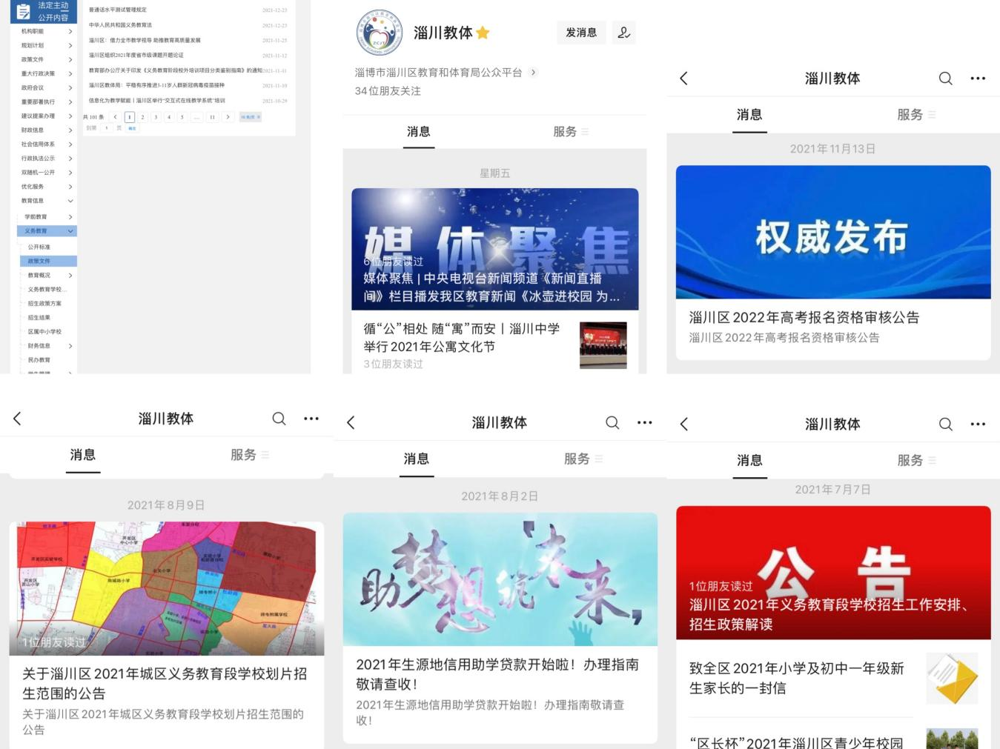 法定主动
公开内容
机构职能
规划计划
政策文件
重大行政决策
政府会议
重要部署执行
建议提案办理
财政信息
社会信用体系
行政执法公示
双随机一公开
优化服务
教育信息
学前教育
义务教育
公开标准
政策文件
教育概况
义务教育学校...
招生政策方案
招生结果
区属中小学校
财务信息
民办教育
普通话水平测试管理规定 2021-12-23
中华人民共和国义务教育法 2021-12-23
淄川区：借力全市教学视导 助推教育高质量发展 2021-11-25
淄川区组织2021年度省市级课题开题论证 2021-11-12
教育部办公厅关于印发《义务教育阶段校外培训项目分类鉴别指南》的通知 2021-11-11
淄川区教体局：平稳有序推进3-11岁人群新冠病毒疫苗接种 2021-11-10
信息化为教学赋能丨淄川区举行“交互式在线教学系统”培训 2021-10-29
共 101 条 1 2 3 4 5 ... 11
到第 1 页 确定
淄川教体
发消息
淄博市淄川区教育和体育局公众平台
34位朋友关注
消息 服务
星期五
媒体聚焦
6位朋友读过
媒体聚焦 | 中央电视台新闻频道《新闻直播
间》栏目播发我区教育新闻《冰壶进校园 为...
循“公”相处 随“寓”而安丨淄川中学
举行2021年公寓文化节
3位朋友读过
淄川教体
消息 服务
2021年11月13日
权威发布
淄川区2022年高考报名资格审核公告
淄川区2022年高考报名资格审核公告
淄川教体
消息 服务
2021年8月9日
1位朋友读过
关于淄川区2021年城区义务教育段学校划片招
生范围的公告
关于淄川区2021年城区义务教育段学校划片招生范围的
公告
淄川教体
消息 服务
2021年8月2日
助梦想沉未来，
2021年生源地信用助学贷款开始啦！办理指南
敬请查收！
2021年生源地信用助学贷款开始啦！办理指南敬请查
收！
淄川教体
消息 服务
2021年7月7日
公告
1位朋友读过
淄川区2021年义务教育段学校招生工作安排、
招生政策解读
致全区2021年小学及初中一年级新
生家长的一封信
“区长杯”2021年淄川区青少年校园